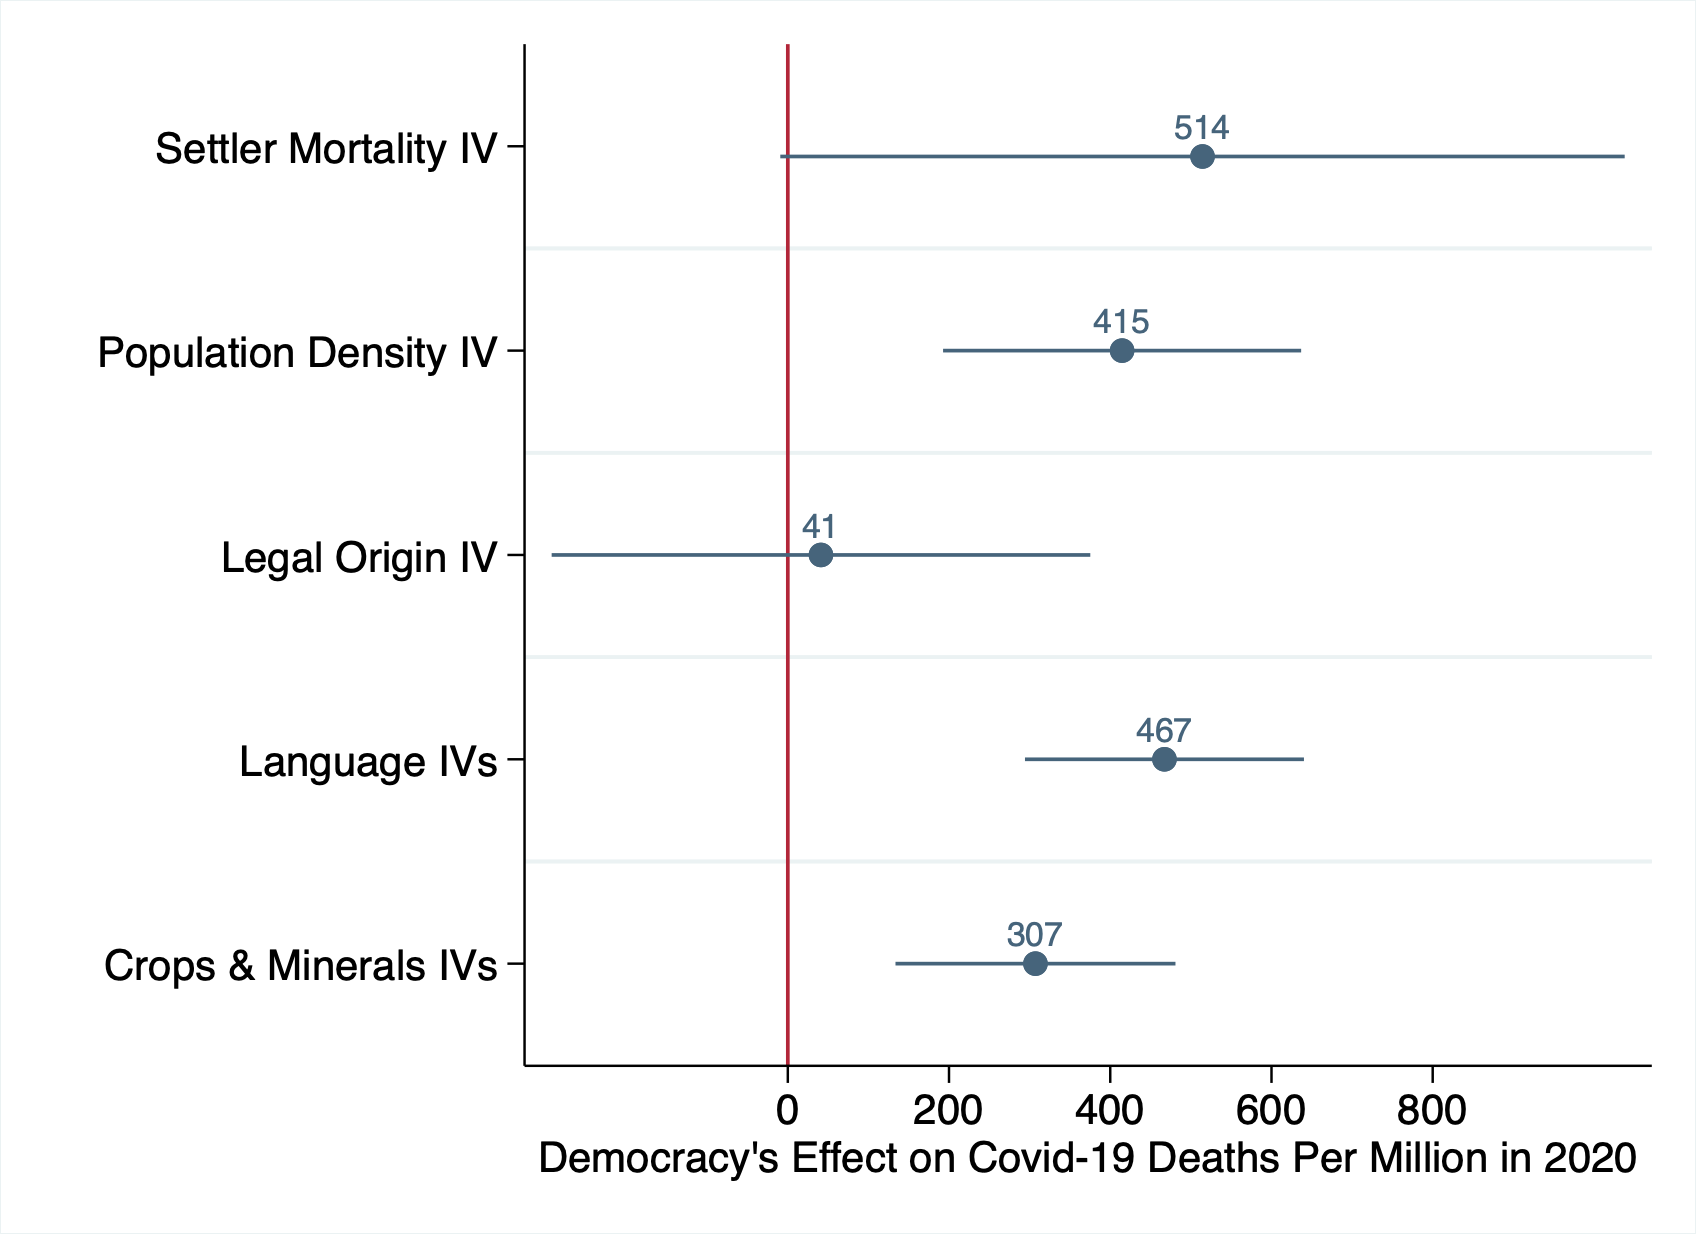 514
Settler Mortality IV
415
Population Density IV
41
Legal Origin IV
467
Language IVs
307
Crops & Minerals IVs
0 200 400 600 800
Democracy's Effect on Covid-19 Deaths Per Million in 2020